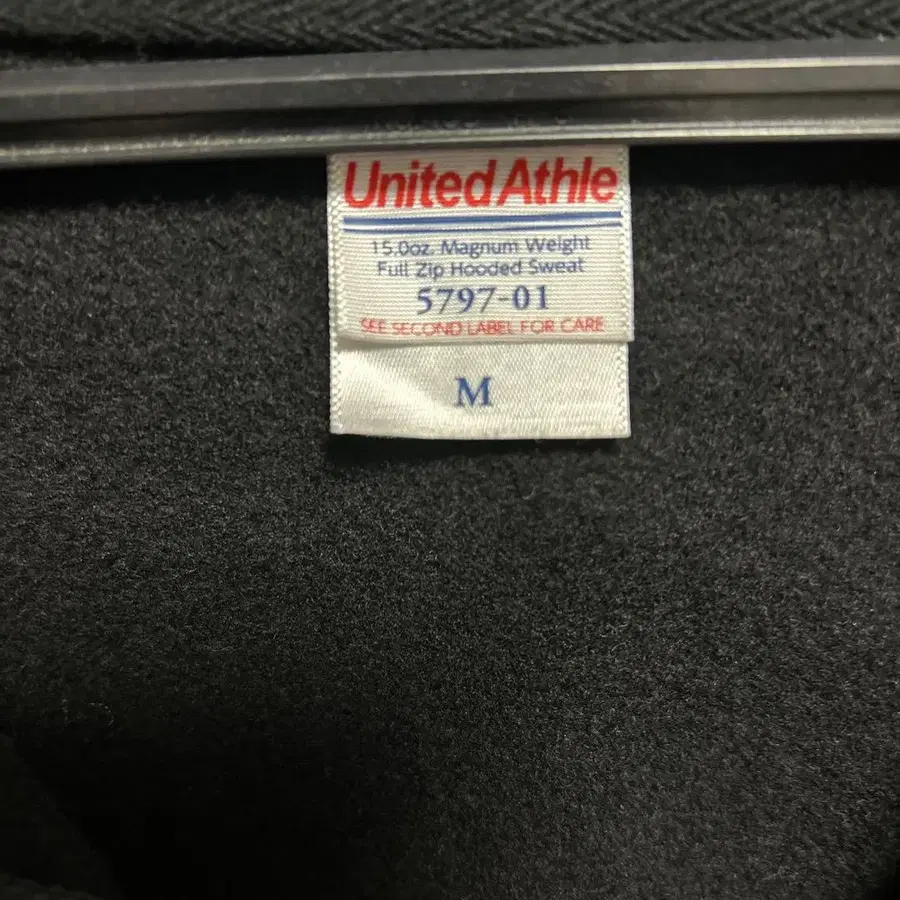 United Athle
15.0oz. Magnum Weight
Full Zip Hooded Sweat
5797-01
SEE SECOND LABEL FOR CARE
M